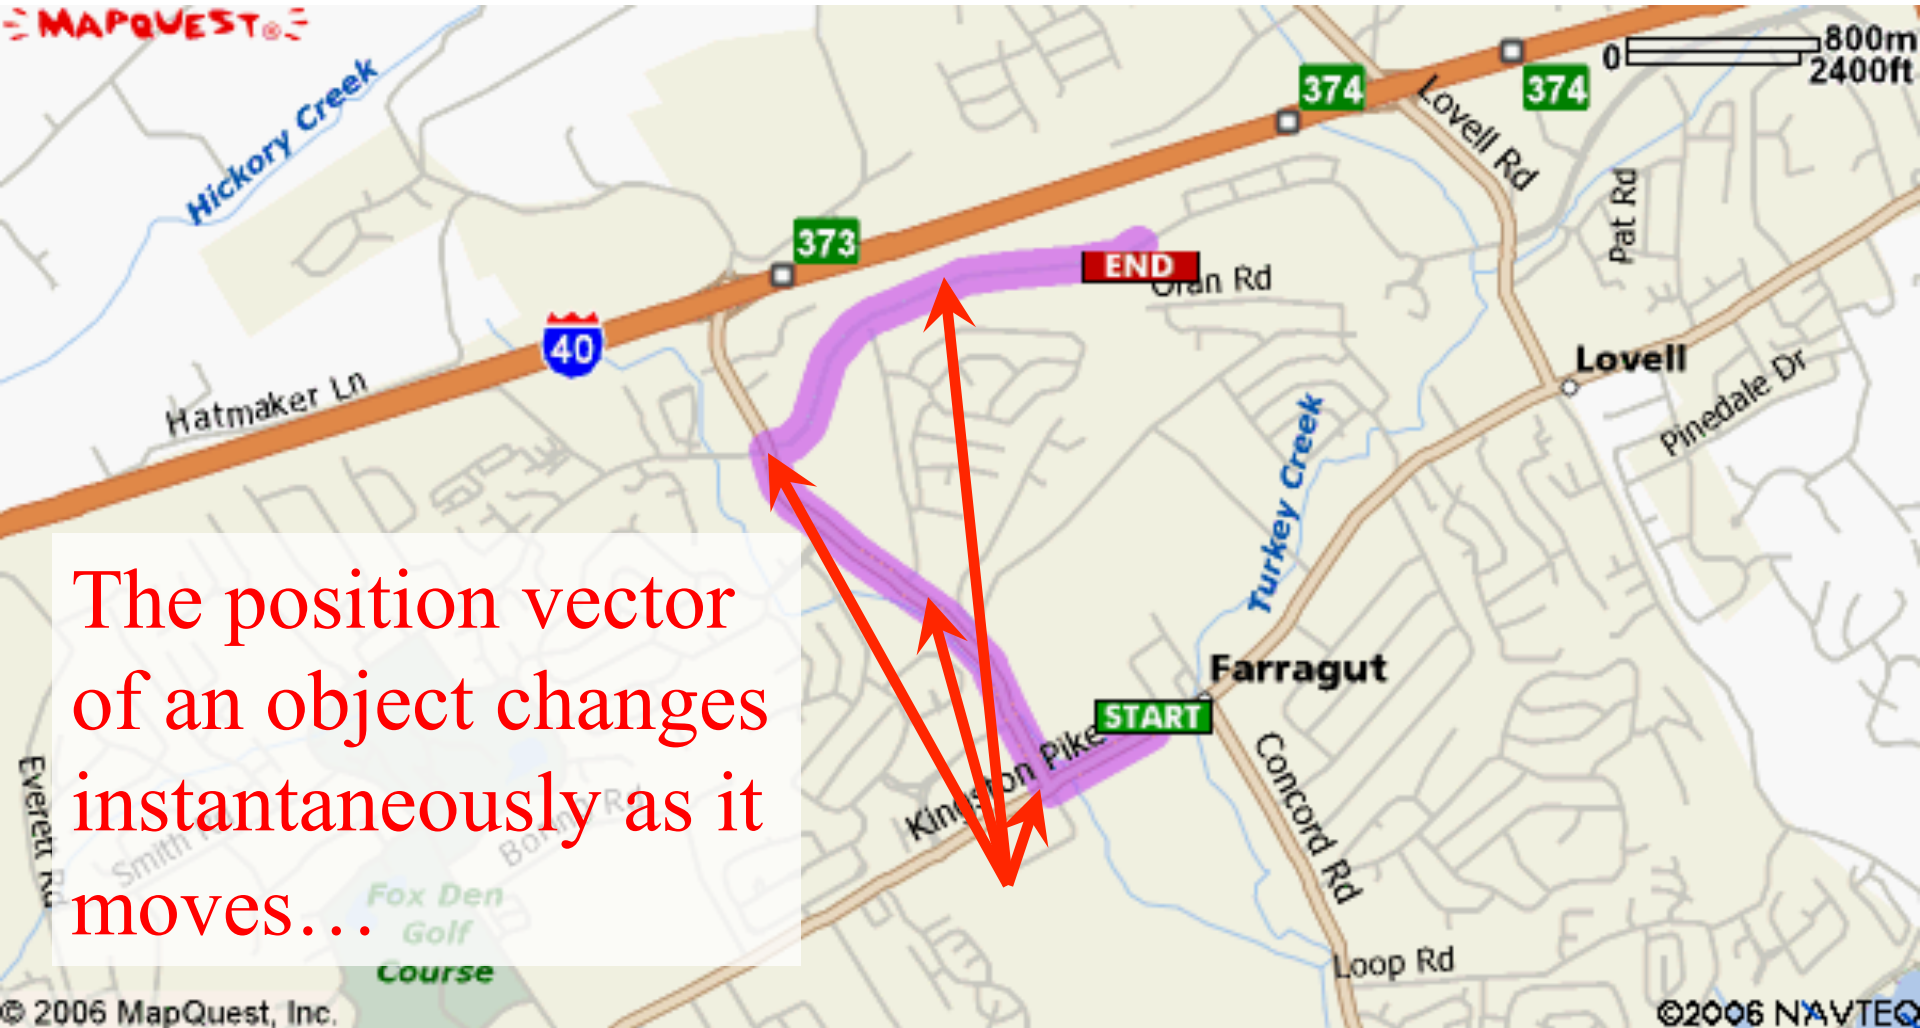 MAPQUEST®
0 800m
2400ft
374
374
Lovell Rd
Hickory Creek
Pat Rd
373
END
Oran Rd
40
Lovell
Hatmaker Ln
Pinedale Dr
Turkey Creek
The position vector
of an object changes
instantaneously as it
moves…
Farragut
START
Kingston Pike
Concord Rd
Everett Rd
Smith Rd
Fox Den
Golf
Course
Loop Rd
© 2006 MapQuest, Inc.
©2006 NAVTEQ